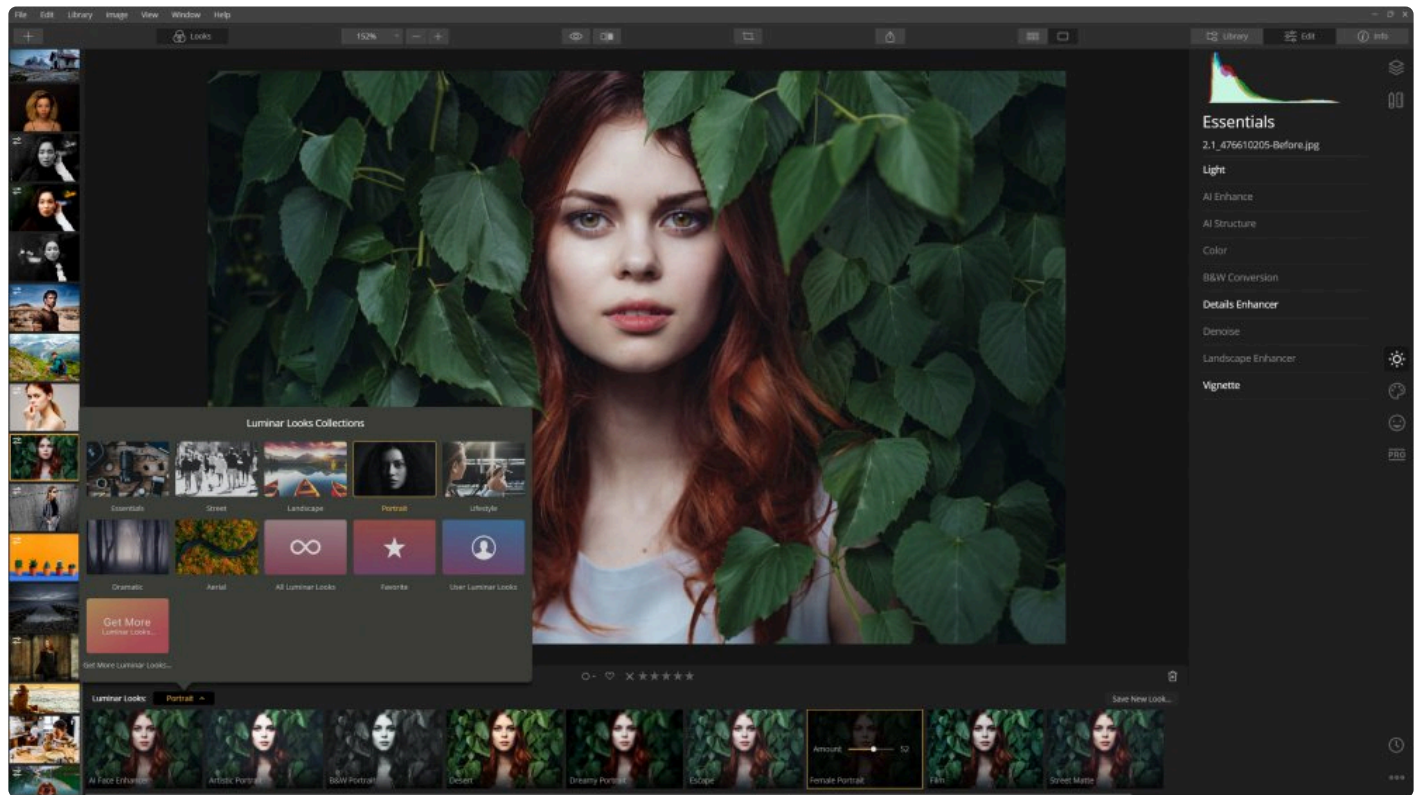 File Edit Library Image View Window Help
Looks 152% Library Edit Info
Essentials
2.1_476610205-Before.jpg
Light
AI Enhance
AI Structure
Color
B&W Conversion
Details Enhancer
Denoise
Landscape Enhancer
Vignette
PRO
Luminar Looks Collections
Essentials Street Landscape Portrait Lifestyle
Dramatic Aerial All Luminar Looks Favorite User Luminar Looks
Get More
Luminar Looks...
Get More Luminar Looks...
Luminar Looks: Portrait Save New Look...
Amount 52
AI Face Enhancer Artistic Portrait B&W Portrait Desert Dreamy Portrait Escape Female Portrait Film Street Matte